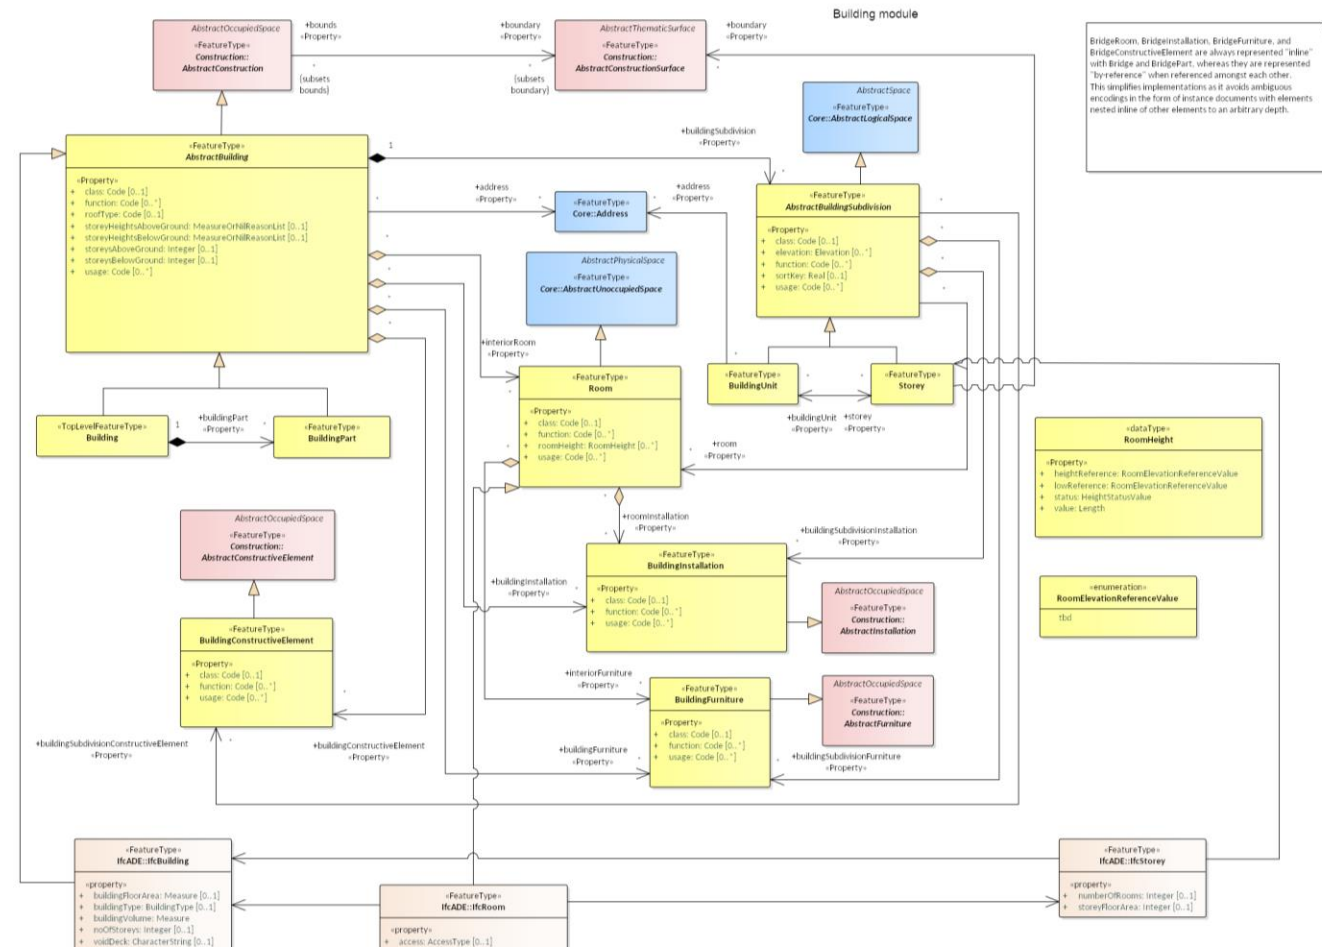 Building module
AbstractOccupiedSpace
«FeatureType»
Construction::
AbstractConstruction
+bounds
«Property»
{subsets
bounds}
+boundary
«Property»
{subsets
boundary}
AbstractThematicSurface
«FeatureType»
Construction::
AbstractConstructionSurface
+boundary
«Property»
BridgeRoom, BridgeInstallation, BridgeFurniture, and
BridgeConstructiveElement are always represented "inline"
with Bridge and BridgePart, whereas they are represented
"by-reference" when referenced amongst each other.
This simplifies implementations as it avoids ambiguous
encodings in the form of instance documents with elements
nested inline of other elements to an arbitrary depth.
AbstractSpace
«FeatureType»
Core::AbstractLogicalSpace
«FeatureType»
AbstractBuilding
«Property»
+ class: Code [0..1]
+ function: Code [0..*]
+ roofType: Code [0..1]
+ storeyHeightsAboveGround: MeasureOrNilReasonList [0..1]
+ storeyHeightsBelowGround: MeasureOrNilReasonList [0..1]
+ storeysAboveGround: Integer [0..1]
+ storeysBelowGround: Integer [0..1]
+ usage: Code [0..*]
1
+buildingSubdivision
«Property»
+address
«Property»
«FeatureType»
Core::Address
+address
«Property»
«FeatureType»
AbstractBuildingSubdivision
«Property»
+ class: Code [0..1]
+ elevation: Elevation [0..*]
+ function: Code [0..*]
+ sortKey: Real [0..1]
+ usage: Code [0..*]
AbstractPhysicalSpace
«FeatureType»
Core::AbstractUnoccupiedSpace
+interiorRoom
«Property»
«FeatureType»
Room
«Property»
+ class: Code [0..1]
+ function: Code [0..*]
+ roomHeight: RoomHeight [0..*]
+ usage: Code [0..*]
«FeatureType»
BuildingUnit
«FeatureType»
Storey
+buildingUnit
«Property»
+storey
«Property»
+room
«Property»
«TopLevelFeatureType»
Building
1
+buildingPart
«Property»
«FeatureType»
BuildingPart
«dataType»
RoomHeight
«Property»
+ heightReference: RoomElevationReferenceValue
+ lowReference: RoomElevationReferenceValue
+ status: HeightStatusValue
+ value: Length
AbstractOccupiedSpace
«FeatureType»
Construction::
AbstractConstructiveElement
+roomInstallation
«Property»
+buildingSubdivisionInstallation
«Property»
«FeatureType»
BuildingInstallation
«Property»
+ class: Code [0..1]
+ function: Code [0..*]
+ usage: Code [0..*]
+buildingInstallation
«Property»
AbstractOccupiedSpace
«FeatureType»
Construction::
AbstractInstallation
«enumeration»
RoomElevationReferenceValue
tbd
«FeatureType»
BuildingConstructiveElement
«Property»
+ class: Code [0..1]
+ function: Code [0..*]
+ usage: Code [0..*]
+interiorFurniture
«Property»
«FeatureType»
BuildingFurniture
«Property»
+ class: Code [0..1]
+ function: Code [0..*]
+ usage: Code [0..*]
AbstractOccupiedSpace
«FeatureType»
Construction::
AbstractFurniture
+buildingSubdivisionConstructiveElement
«Property»
+buildingConstructiveElement
«Property»
+buildingFurniture
«Property»
+buildingSubdivisionFurniture
«Property»
«FeatureType»
IfcADE::IfcBuilding
«property»
+ buildingFloorArea: Measure [0..1]
+ buildingType: BuildingType [0..1]
+ buildingVolume: Measure
+ noOfStoreys: Integer [0..1]
+ voidDeck: CharacterString [0..1]
«FeatureType»
IfcADE::IfcRoom
«property»
+ access: AccessType [0..1]
«FeatureType»
IfcADE::IfcStorey
«property»
+ numberOfRooms: Integer [0..1]
+ storeyFloorArea: Integer [0..1]